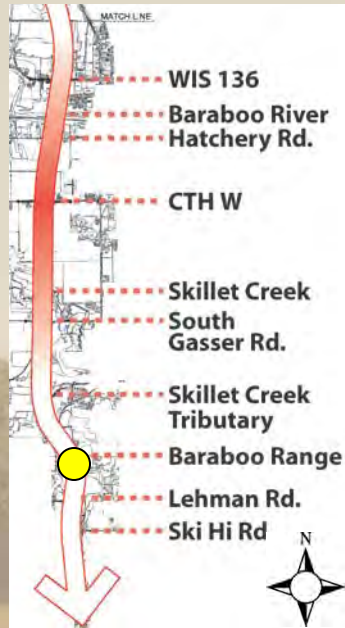 MATCH LINE
WIS 136
Baraboo River
Hatchery Rd.
CTH W
Skillet Creek
South
Gasser Rd.
Skillet Creek
Tributary
Baraboo Range
Lehman Rd.
Ski Hi Rd
N